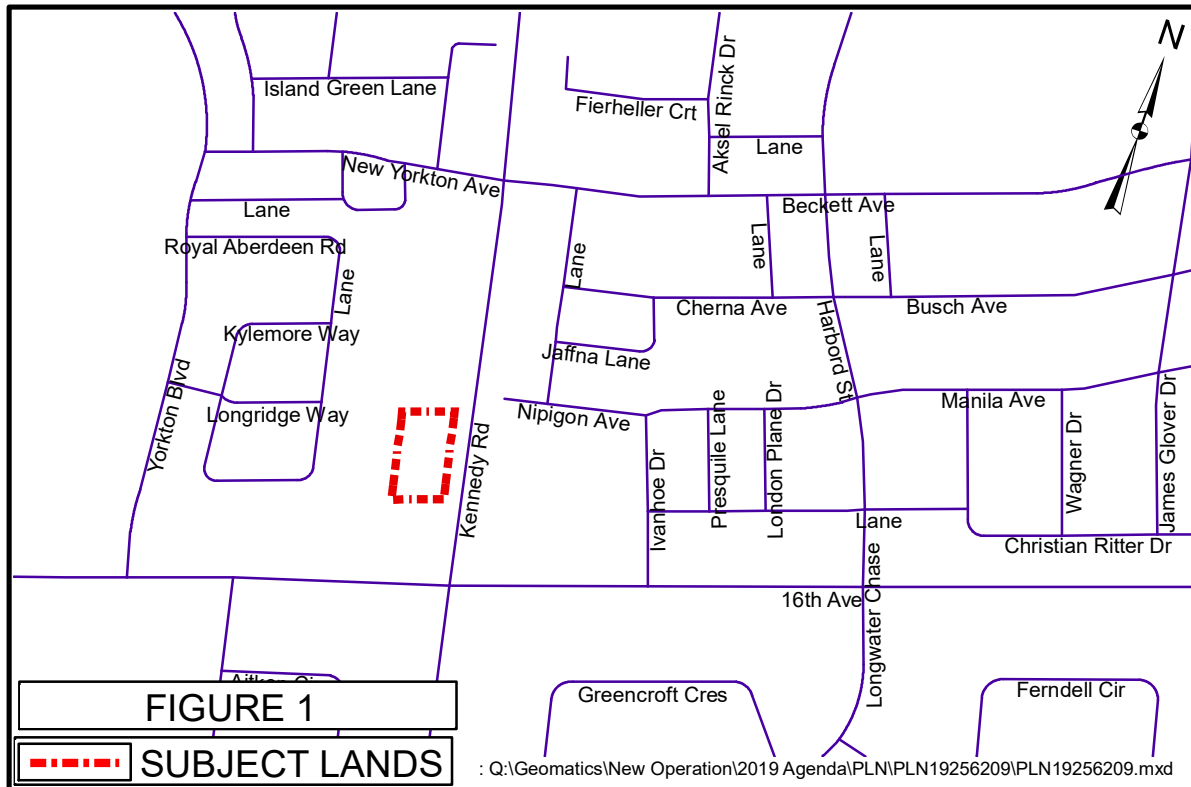 N
Aksel Rinck Dr
Island Green Lane
Fierheller Crt
Lane
New Yorkton Ave
Lane
Beckett Ave
Royal Aberdeen Rd
Lane
Lane
Lane
Lane
Cherna Ave
Busch Ave
Kylemore Way
Harbord St
Jaffna Lane
Yorkton Blvd
Longridge Way
Nipigon Ave
Manila Ave
Kennedy Rd
Ivanhoe Dr
Presquile Lane
London Plane Dr
Wagner Dr
James Glover Dr
Lane
Christian Ritter Dr
16th Ave
Longwater Chase
Greencroft Cres
Ferndell Cir
FIGURE 1
SUBJECT LANDS
: Q:\Geomatics\New Operation\2019 Agenda\PLN\PLN19256209\PLN19256209.mxd